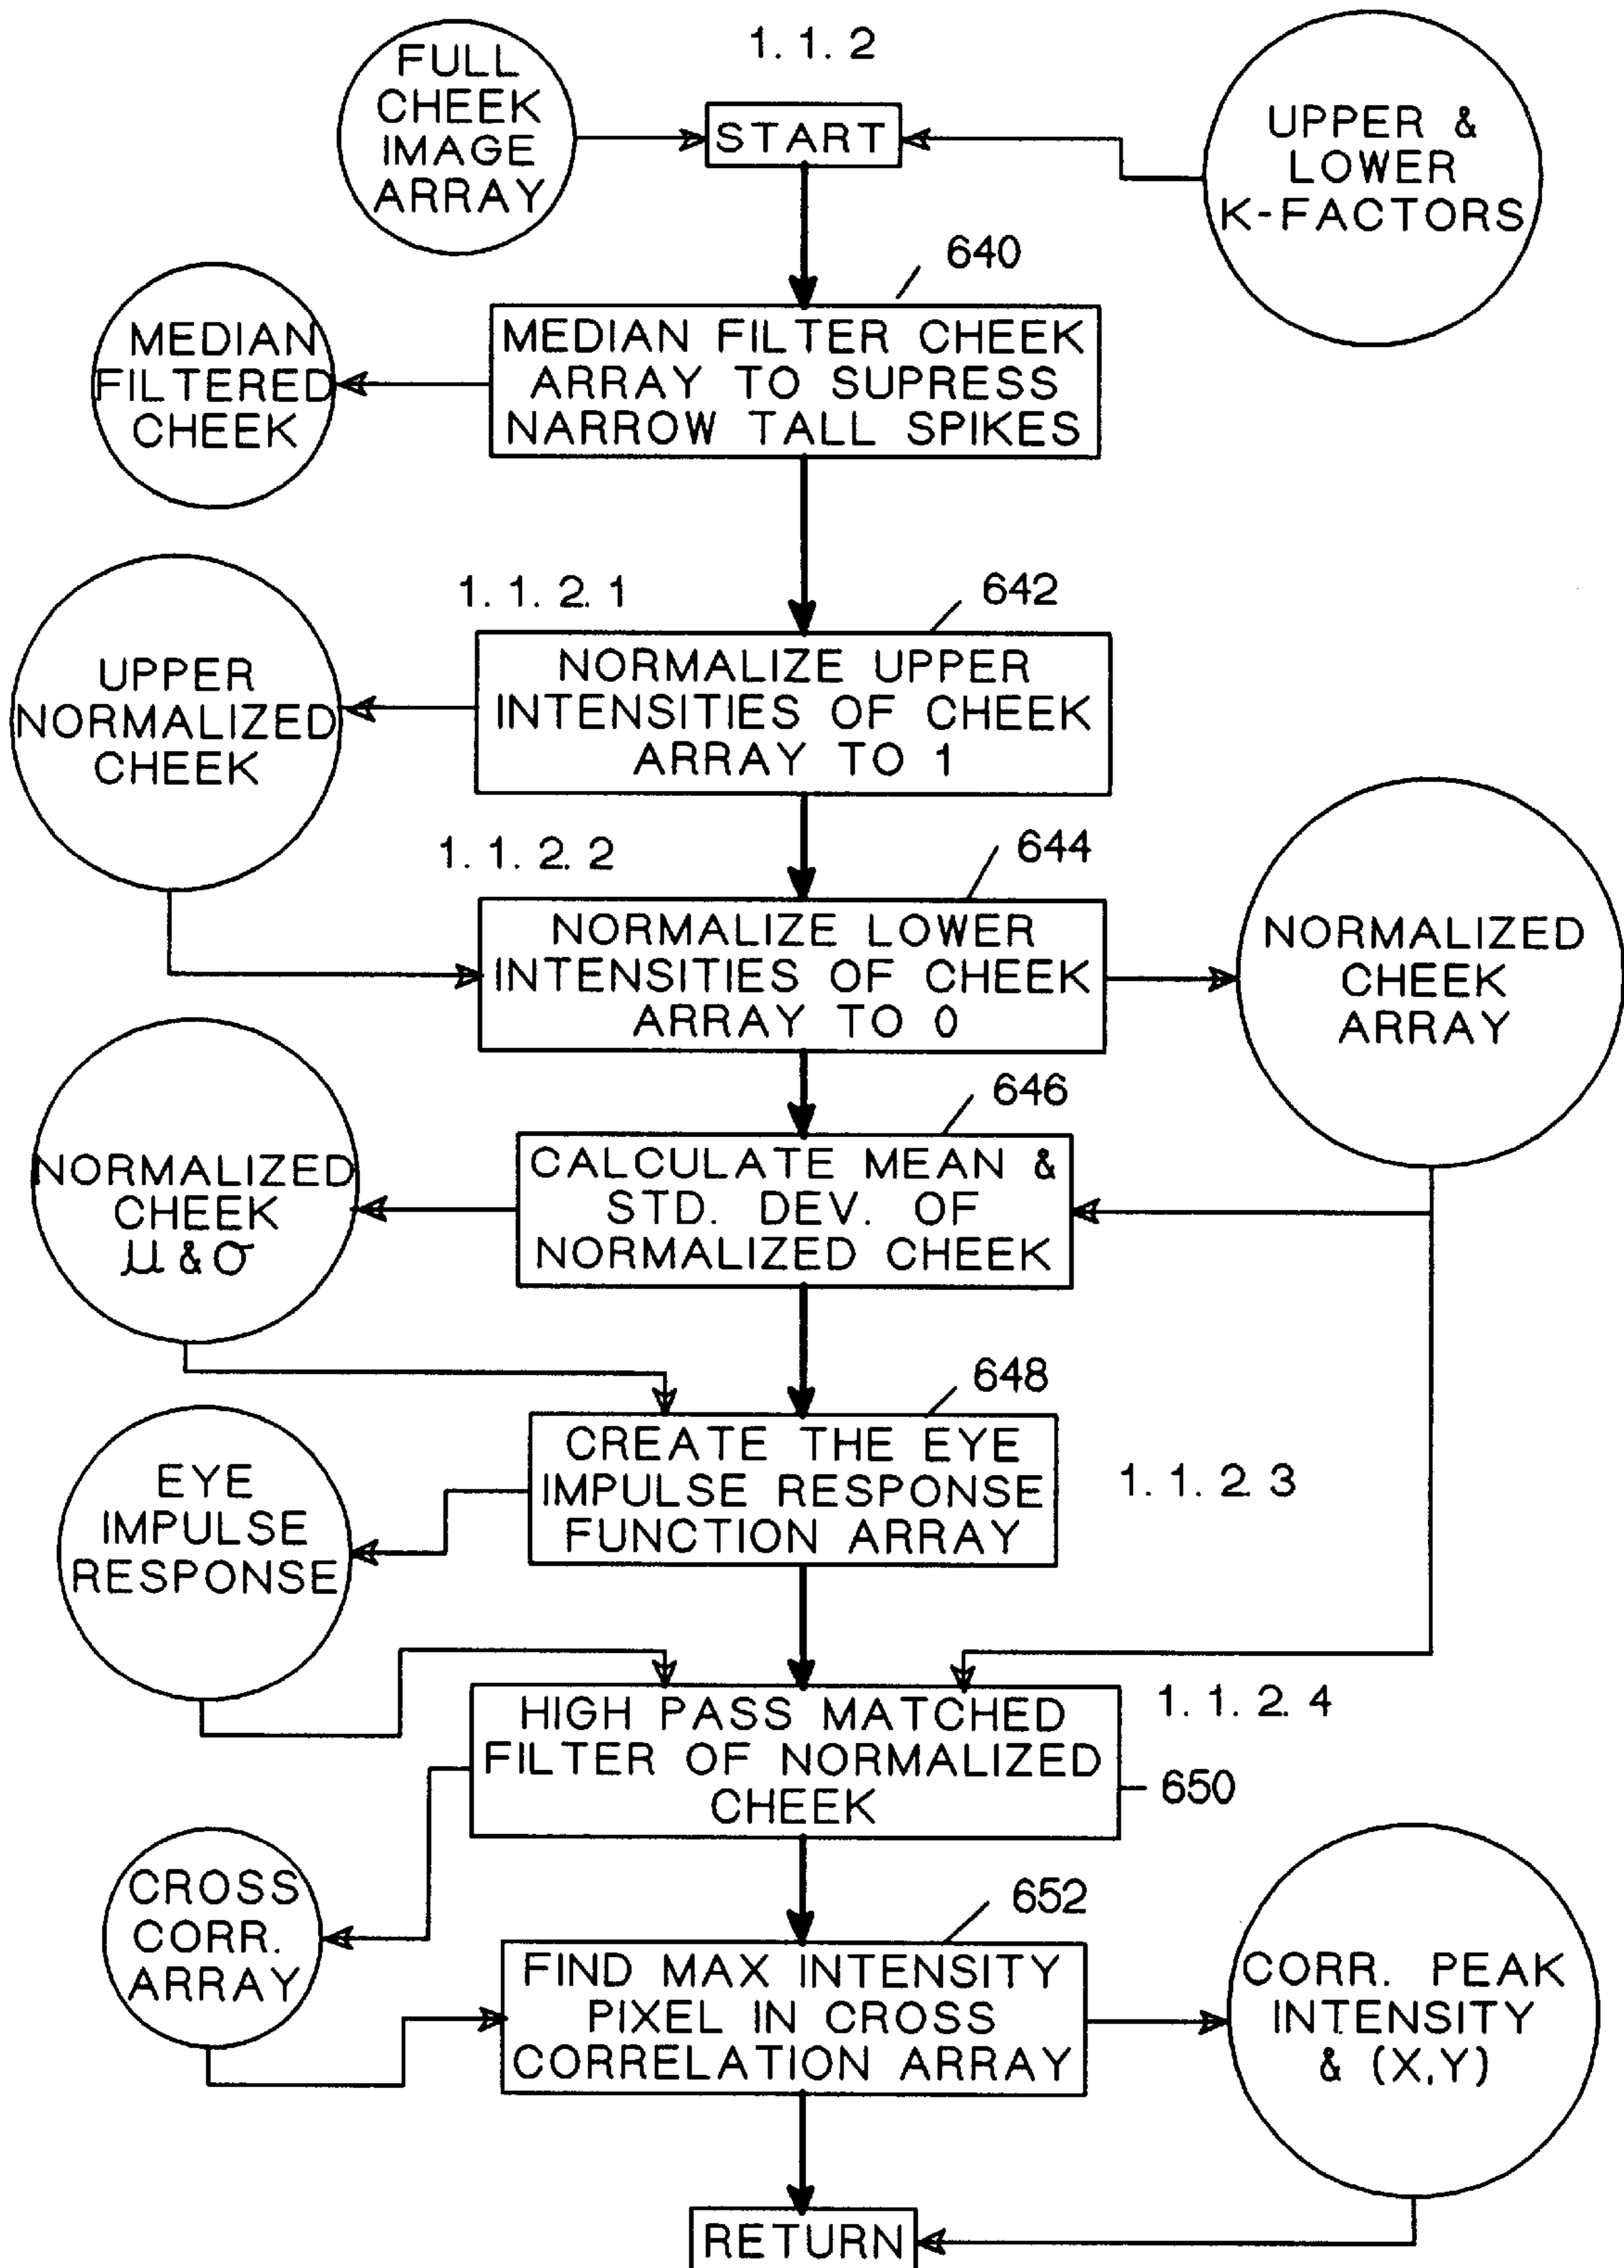 1. 1. 2
FULL
CHEEK
IMAGE
ARRAY
START
UPPER &
LOWER
K-FACTORS
640
MEDIAN FILTER CHEEK
ARRAY TO SUPRESS
NARROW TALL SPIKES
MEDIAN
FILTERED
CHEEK
1. 1. 2. 1
642
NORMALIZE UPPER
INTENSITIES OF CHEEK
ARRAY TO 1
UPPER
NORMALIZED
CHEEK
1. 1. 2. 2
644
NORMALIZE LOWER
INTENSITIES OF CHEEK
ARRAY TO 0
NORMALIZED
CHEEK
ARRAY
646
CALCULATE MEAN &
STD. DEV. OF
NORMALIZED CHEEK
NORMALIZED
CHEEK
μ & σ
648
CREATE THE EYE
IMPULSE RESPONSE
FUNCTION ARRAY
1. 1. 2. 3
EYE
IMPULSE
RESPONSE
HIGH PASS MATCHED
FILTER OF NORMALIZED
CHEEK
1. 1. 2. 4
650
CROSS
CORR.
ARRAY
652
FIND MAX INTENSITY
PIXEL IN CROSS
CORRELATION ARRAY
CORR. PEAK
INTENSITY
& (X,Y)
RETURN